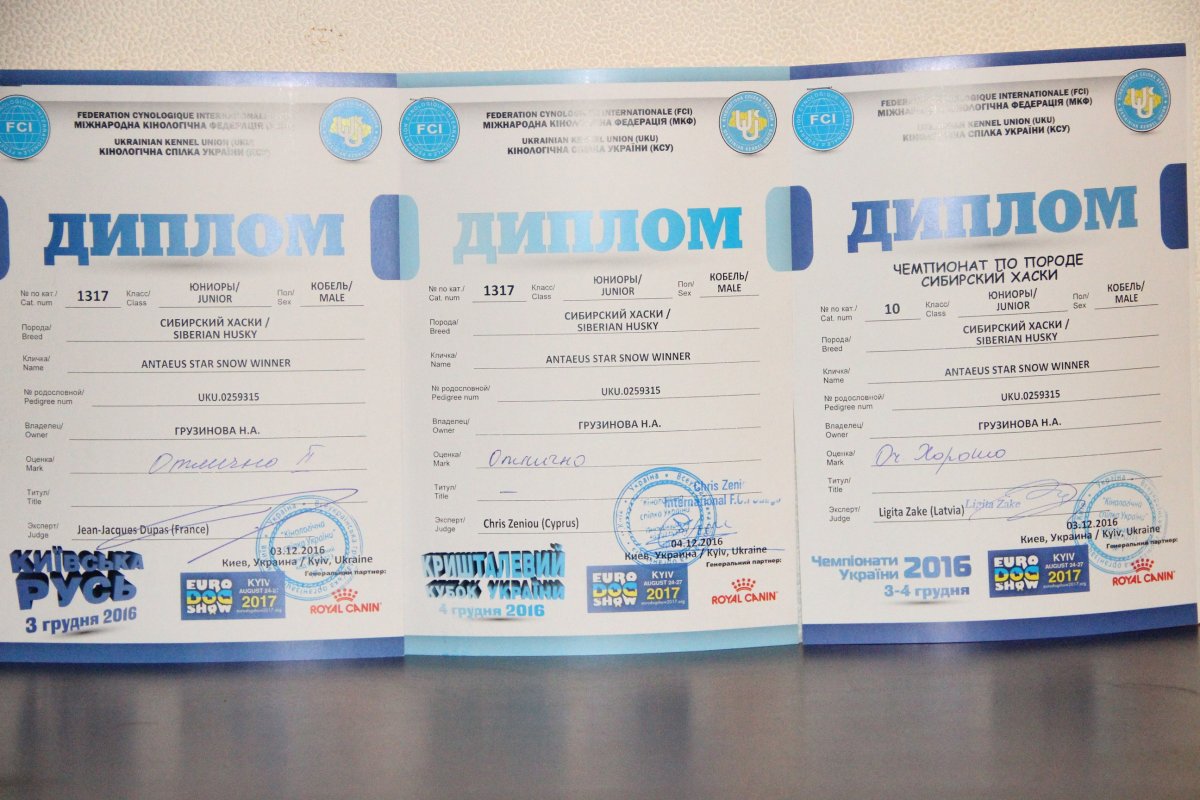 FEDERATION CYNOLOGIQUE INTERNATIONALE
МІЖНАРОДНА КІНОЛОГІЧНА ФЕДЕРАЦІЯ
UKRAINIAN KENNEL UNION (UKU)
КІНОЛОГІЧНА СПІЛКА УКРАЇНИ (КСУ)
FCI
ДИПЛОМ
№ по кат./ 1317 Класс/ ЮНИОРЫ/ Пол/ КОБЕЛЬ/
Cat. num Class JUNIOR Sex MALE
Порода/ СИБИРСКИЙ ХАСКИ /
Breed SIBERIAN HUSKY
Кличка/
Name ANTAEUS STAR SNOW WINNER
№ родословной/
Pedigree num UKU.0259315
Владелец/
Owner ГРУЗИНОВА Н.А.
Оценка/
Mark Отлично
Титул/
Title
Эксперт/
Judge Jean-Jacques Dupas (France)
03.12.2016
Киев, Украина / Kyiv, Ukraine
Генеральный партнер:
КИЇВСЬКА
РУСЬ
3 грудня 2016
EURO
DOG
SHOW
KYIV
AUGUST 24-27
2017
eurodogshow2017.org
ROYAL CANIN
FEDERATION CYNOLOGIQUE INTERNATIONALE (FCI)
МІЖНАРОДНА КІНОЛОГІЧНА ФЕДЕРАЦІЯ (МКФ)
UKRAINIAN KENNEL UNION (UKU)
КІНОЛОГІЧНА СПІЛКА УКРАЇНИ (КСУ)
FCI
ДИПЛОМ
№ по кат./ 1317 Класс/ ЮНИОРЫ/ Пол/ КОБЕЛЬ/
Cat. num Class JUNIOR Sex MALE
Порода/ СИБИРСКИЙ ХАСКИ /
Breed SIBERIAN HUSKY
Кличка/
Name ANTAEUS STAR SNOW WINNER
№ родословной/
Pedigree num UKU.0259315
Владелец/
Owner ГРУЗИНОВА Н.А.
Оценка/
Mark Отлично
Титул/
Title —
Chris Zeniou
International F.C.I.
Эксперт/
Judge Chris Zeniou (Cyprus)
04.12.2016
Киев, Украина / Kyiv, Ukraine
Генеральный партнер:
КРИШТАЛЕВИЙ
КУБОК УКРАЇНИ
4 грудня 2016
EURO
DOG
SHOW
KYIV
AUGUST 24-27
2017
eurodogshow2017.org
ROYAL CANIN
FEDERATION CYNOLOGIQUE INTERNATIONALE (FCI)
МІЖНАРОДНА КІНОЛОГІЧНА ФЕДЕРАЦІЯ (МКФ)
UKRAINIAN KENNEL UNION (UKU)
КІНОЛОГІЧНА СПІЛКА УКРАЇНИ (КСУ)
FCI
ДИПЛОМ
ЧЕМПИОНАТ ПО ПОРОДЕ
СИБИРСКИЙ ХАСКИ
№ по кат./ 10 Класс/ ЮНИОРЫ/ Пол/ КОБЕЛЬ/
Cat. num Class JUNIOR Sex MALE
Порода/ СИБИРСКИЙ ХАСКИ /
Breed SIBERIAN HUSKY
Кличка/
Name ANTAEUS STAR SNOW WINNER
№ родословной/
Pedigree num UKU.0259315
Владелец/
Owner ГРУЗИНОВА Н.А.
Оценка/
Mark Оч Хорошо
Титул/
Title
Эксперт/
Judge Ligita Zake (Latvia) Ligita Zake
03.12.2016
Киев, Украина / Kyiv, Ukraine
Генеральный партнер:
Чемпіонати
України 2016
3-4 грудня
EURO
DOG
SHOW
KYIV
AUGUST 24-27
2017
eurodogshow2017.org
ROYAL CANIN